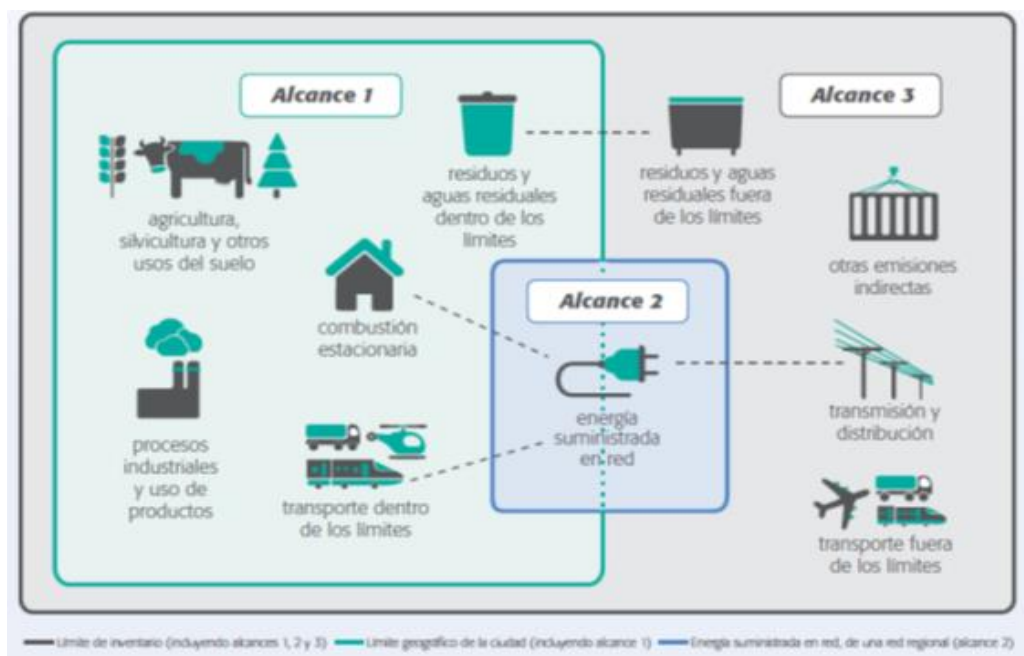 Alcance 1
Alcance 3
agricultura,
silvicultura y otros
usos del suelo
residuos y
aguas residuales
dentro de los
límites
residuos y aguas
residuales fuera
de los límites
otras emisiones
indirectas
combustión
estacionaria
Alcance 2
energía
suministrada
en red
transmisión y
distribución
procesos
industriales
y uso de
productos
transporte dentro
de los límites
transporte fuera
de los límites
Límite de inventario (incluyendo alcances 1, 2 y 3)
Límite geográfico de la ciudad (incluyendo alcance 1)
Energía suministrada en red, de una red regional (alcance 2)